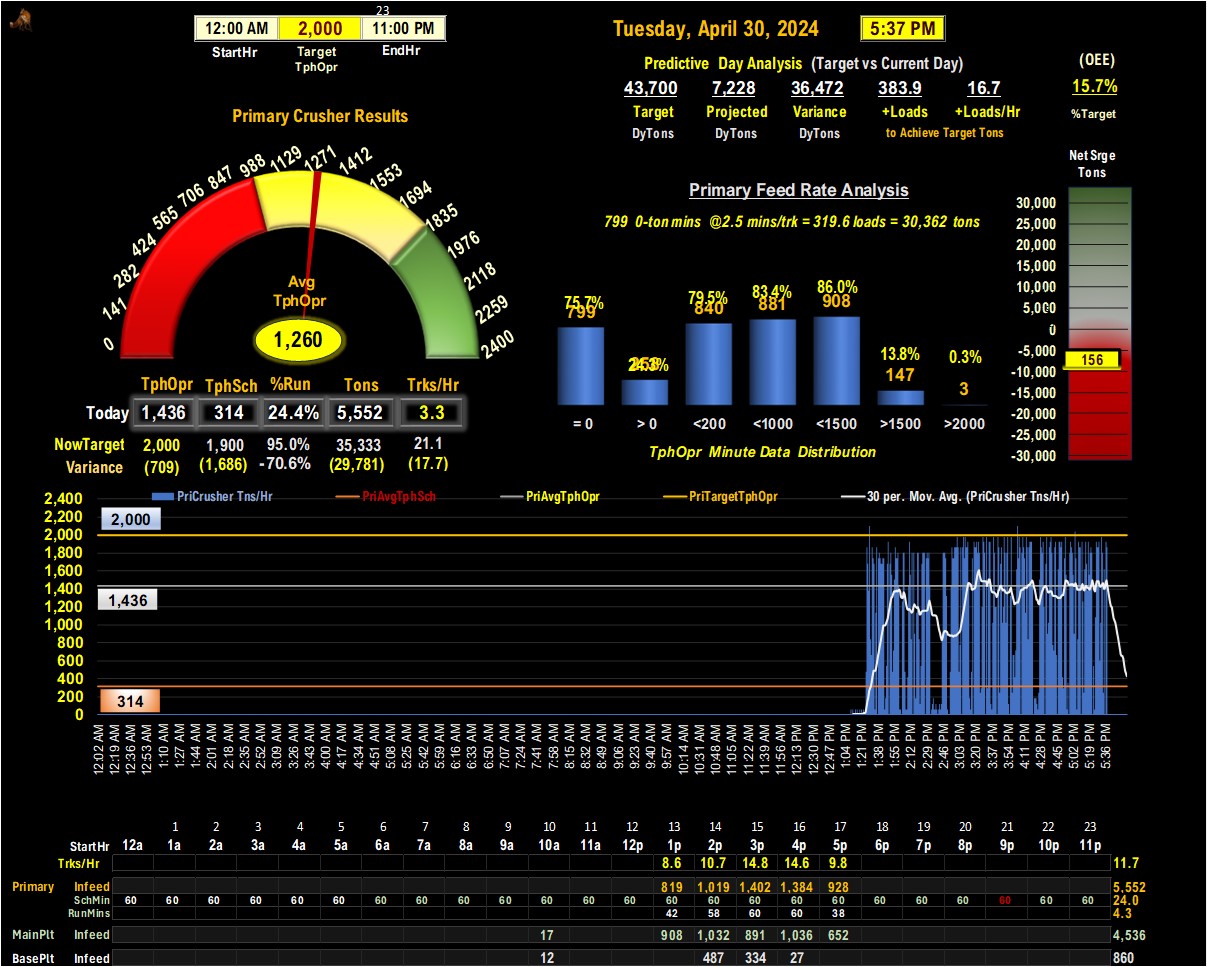 23
12:00 AM 2,000 11:00 PM
StartHr Target TphOpr EndHr
Tuesday, April 30, 2024 5:37 PM
Predictive Day Analysis (Target vs Current Day)
43,700 7,228 36,472 383.9 16.7
Target Projected Variance +Loads +Loads/Hr
DyTons DyTons DyTons to Achieve Target Tons
(OEE)
15.7%
%Target
Primary Crusher Results
0 141 282 424 565 706 847 988 1129 1271 1412 1553 1694 1835 1976 2118 2259 2400
Avg
TphOpr
1,260
TphOpr TphSch %Run Tons Trks/Hr
Today 1,436 314 24.4% 5,552 3.3
NowTarget 2,000 1,900 95.0% 35,333 21.1
Variance (709) (1,686) -70.6% (29,781) (17.7)
Primary Feed Rate Analysis
799 0-ton mins @2.5 mins/trk = 319.6 loads = 30,362 tons
75.7% 24.3% 79.5% 83.4% 86.0% 13.8% 0.3%
799 840 881 908 147 3
= 0 > 0 <200 <1000 <1500 >1500 >2000
TphOpr Minute Data Distribution
Net Srge
Tons
30,000
25,000
20,000
15,000
10,000
5,000
0
-5,000
156
-10,000
-15,000
-20,000
-25,000
-30,000
PriCrusher Tns/Hr PriAvgTphSch PriAvgTphOpr PriTargetTphOpr 30 per. Mov. Avg. (PriCrusher Tns/Hr)
2,400
2,200
2,000
1,800
1,600
1,400
1,200
1,000
800
600
400
200
0
2,000
1,436
314
12:02 AM 12:19 AM 12:36 AM 12:53 AM 1:10 AM 1:27 AM 1:44 AM 2:01 AM 2:18 AM 2:35 AM 2:52 AM 3:09 AM 3:26 AM 3:43 AM 4:00 AM 4:17 AM 4:34 AM 4:51 AM 5:08 AM 5:25 AM 5:42 AM 5:59 AM 6:16 AM 6:33 AM 6:50 AM 7:07 AM 7:24 AM 7:41 AM 7:58 AM 8:15 AM 8:32 AM 8:49 AM 9:06 AM 9:23 AM 9:40 AM 9:57 AM 10:14 AM 10:31 AM 10:48 AM 11:05 AM 11:22 AM 11:39 AM 11:56 AM 12:13 PM 12:30 PM 12:47 PM 1:04 PM 1:21 PM 1:38 PM 1:55 PM 2:12 PM 2:29 PM 2:46 PM 3:03 PM 3:20 PM 3:37 PM 3:54 PM 4:11 PM 4:28 PM 4:45 PM 5:02 PM 5:19 PM 5:36 PM
1 2 3 4 5 6 7 8 9 10 11 12 13 14 15 16 17 18 19 20 21 22 23
StartHr 12a 1a 2a 3a 4a 5a 6a 7a 8a 9a 10a 11a 12p 1p 2p 3p 4p 5p 6p 7p 8p 9p 10p 11p
Trks/Hr 8.6 10.7 14.8 14.6 9.8 11.7
Primary Infeed 819 1,019 1,402 1,384 928 5,552
SchMin 60 60 60 60 60 60 60 60 60 60 60 60 60 60 60 60 60 60 60 60 60 60 60 60 24.0
RunMins 42 58 60 60 38 4.3
MainPlt Infeed 17 908 1,032 891 1,036 652 4,536
BasePlt Infeed 12 487 334 27 860